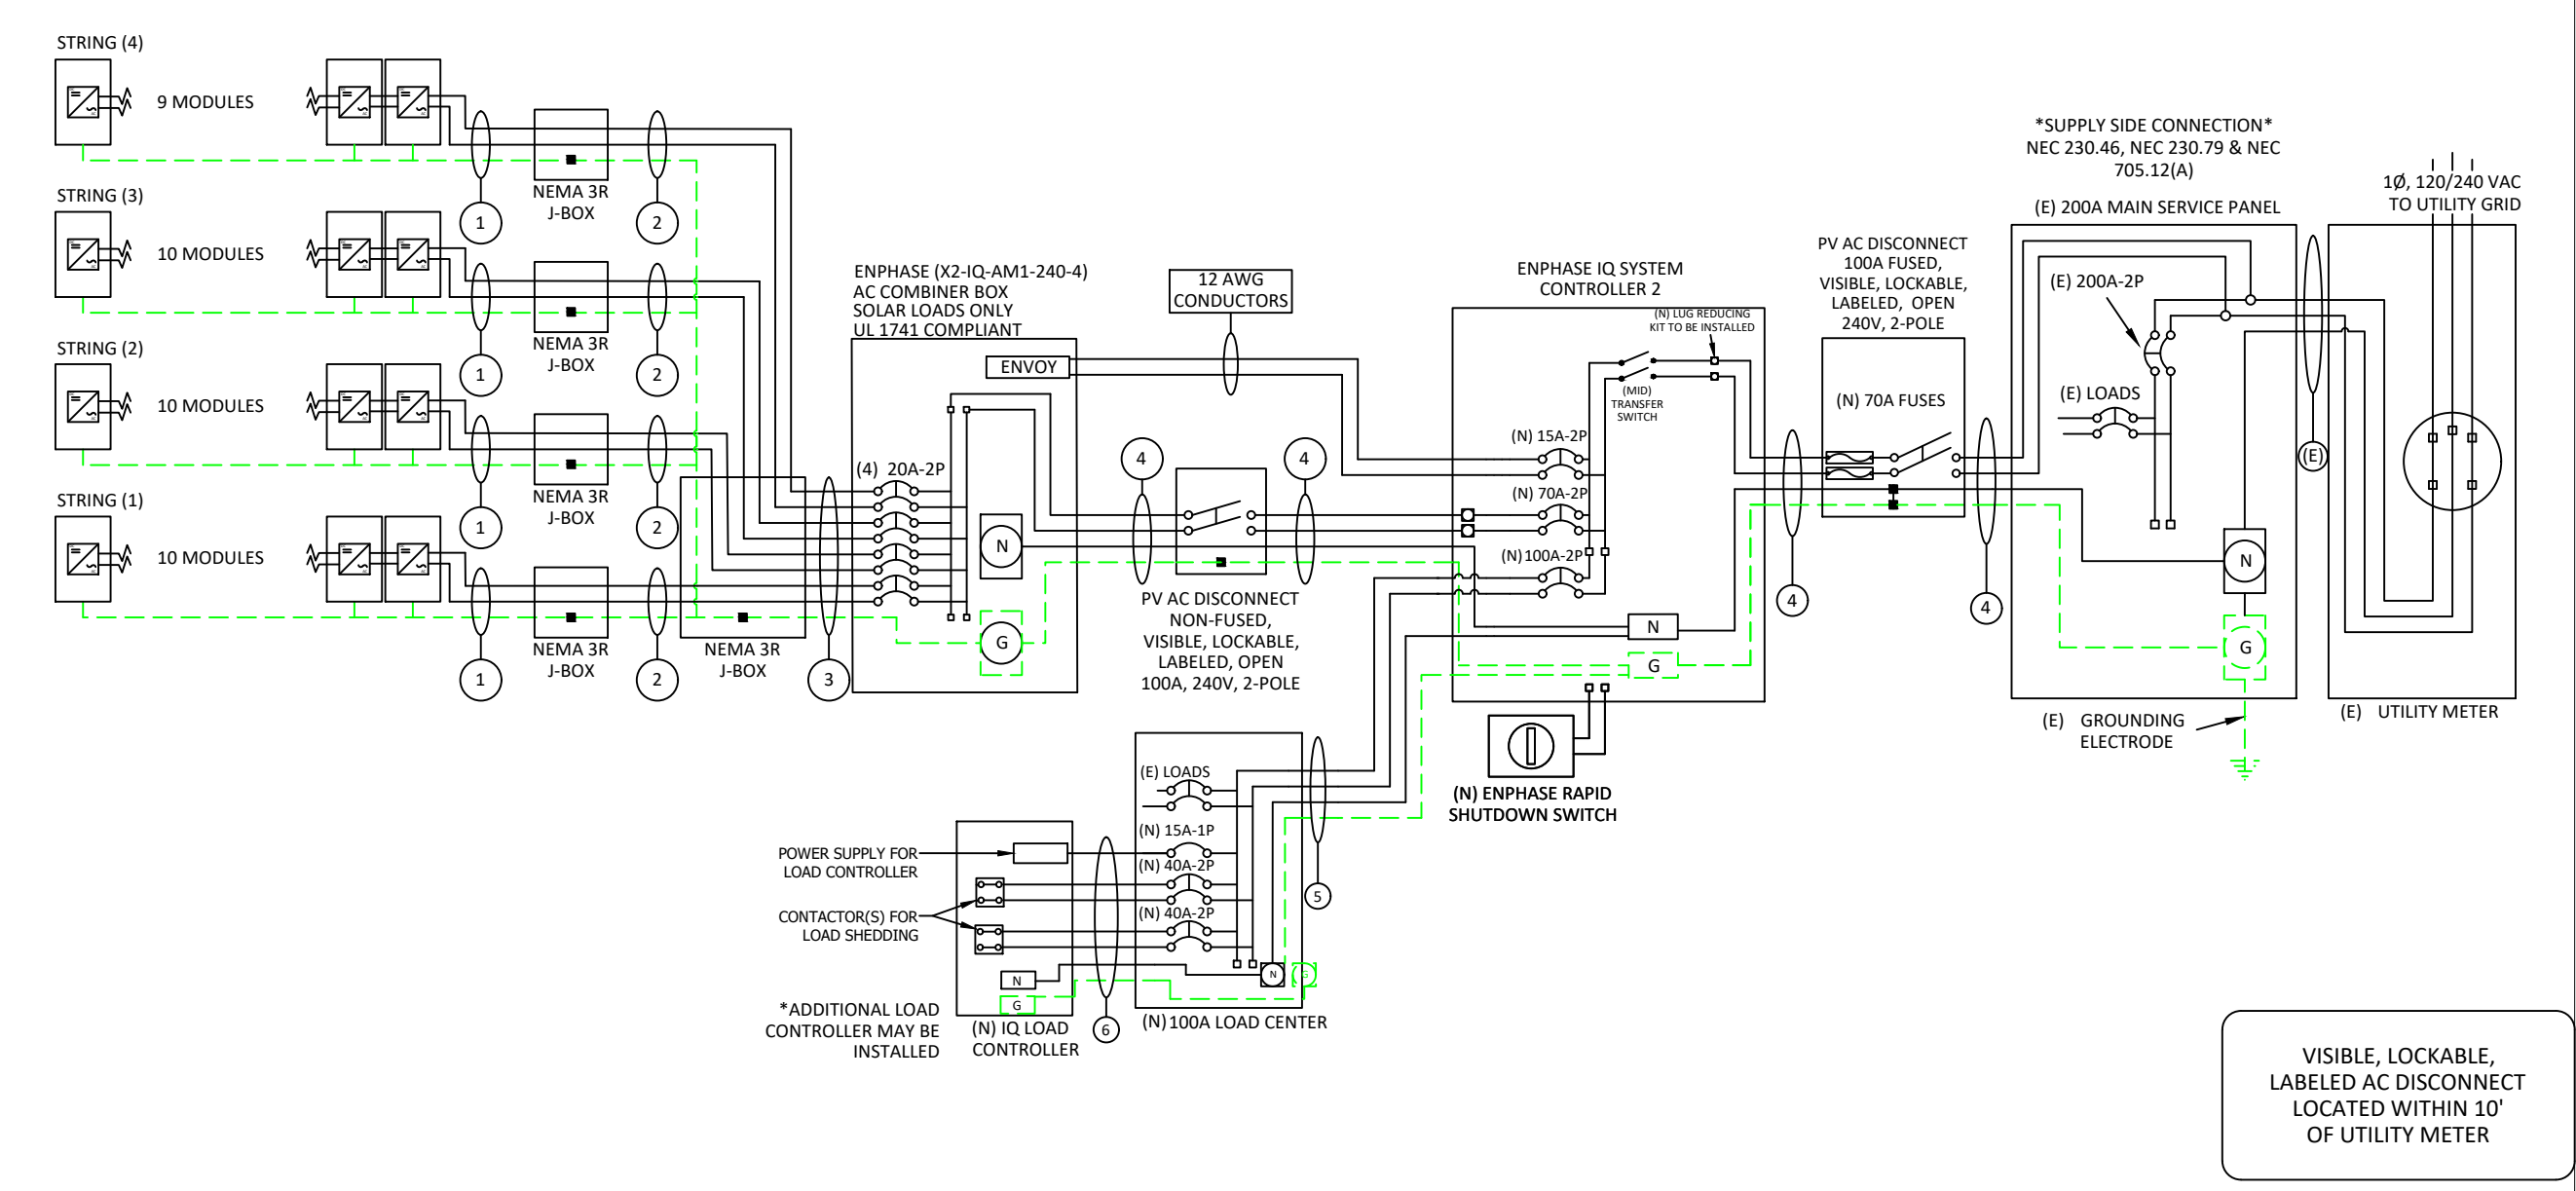 STRING (4)
9 MODULES
NEMA 3R
J-BOX
1
2
STRING (3)
10 MODULES
NEMA 3R
J-BOX
1
2
STRING (2)
10 MODULES
NEMA 3R
J-BOX
1
2
STRING (1)
10 MODULES
NEMA 3R
J-BOX
1
2
NEMA 3R
J-BOX
3
ENPHASE (X2-IQ-AM1-240-4)
AC COMBINER BOX
SOLAR LOADS ONLY
UL 1741 COMPLIANT
ENVOY
(4) 20A-2P
N
G
12 AWG
CONDUCTORS
4
4
PV AC DISCONNECT
NON-FUSED,
VISIBLE, LOCKABLE,
LABELED, OPEN
100A, 240V, 2-POLE
ENPHASE IQ SYSTEM
CONTROLLER 2
(N) LUG REDUCING
KIT TO BE INSTALLED
(MID)
TRANSFER
SWITCH
(N) 15A-2P
(N) 70A-2P
(N) 100A-2P
N
G
(N) ENPHASE RAPID
SHUTDOWN SWITCH
PV AC DISCONNECT
100A FUSED,
VISIBLE, LOCKABLE,
LABELED, OPEN
240V, 2-POLE
(N) 70A FUSES
4
4
*SUPPLY SIDE CONNECTION*
NEC 230.46, NEC 230.79 & NEC
705.12(A)
(E) 200A MAIN SERVICE PANEL
(E) 200A-2P
(E) LOADS
N
G
(E) GROUNDING
ELECTRODE
(E)
1Ø, 120/240 VAC
TO UTILITY GRID
(E) UTILITY METER
(E) LOADS
(N) 15A-1P
(N) 40A-2P
(N) 40A-2P
N
G
(N) 100A LOAD CENTER
5
POWER SUPPLY FOR
LOAD CONTROLLER
CONTACTOR(S) FOR
LOAD SHEDDING
N
G
*ADDITIONAL LOAD
CONTROLLER MAY BE
INSTALLED
(N) IQ LOAD
CONTROLLER
6
VISIBLE, LOCKABLE,
LABELED AC DISCONNECT
LOCATED WITHIN 10'
OF UTILITY METER